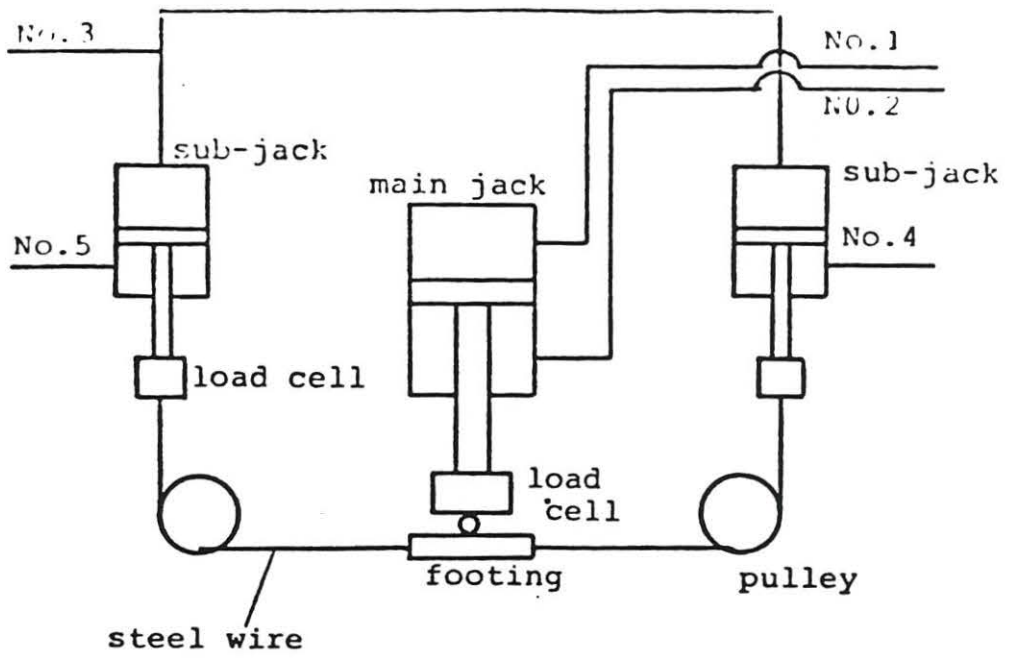 No.3
No.1
No.2
sub-jack
main jack
sub-jack
No.5
No.4
load cell
load
cell
footing
pulley
steel wire